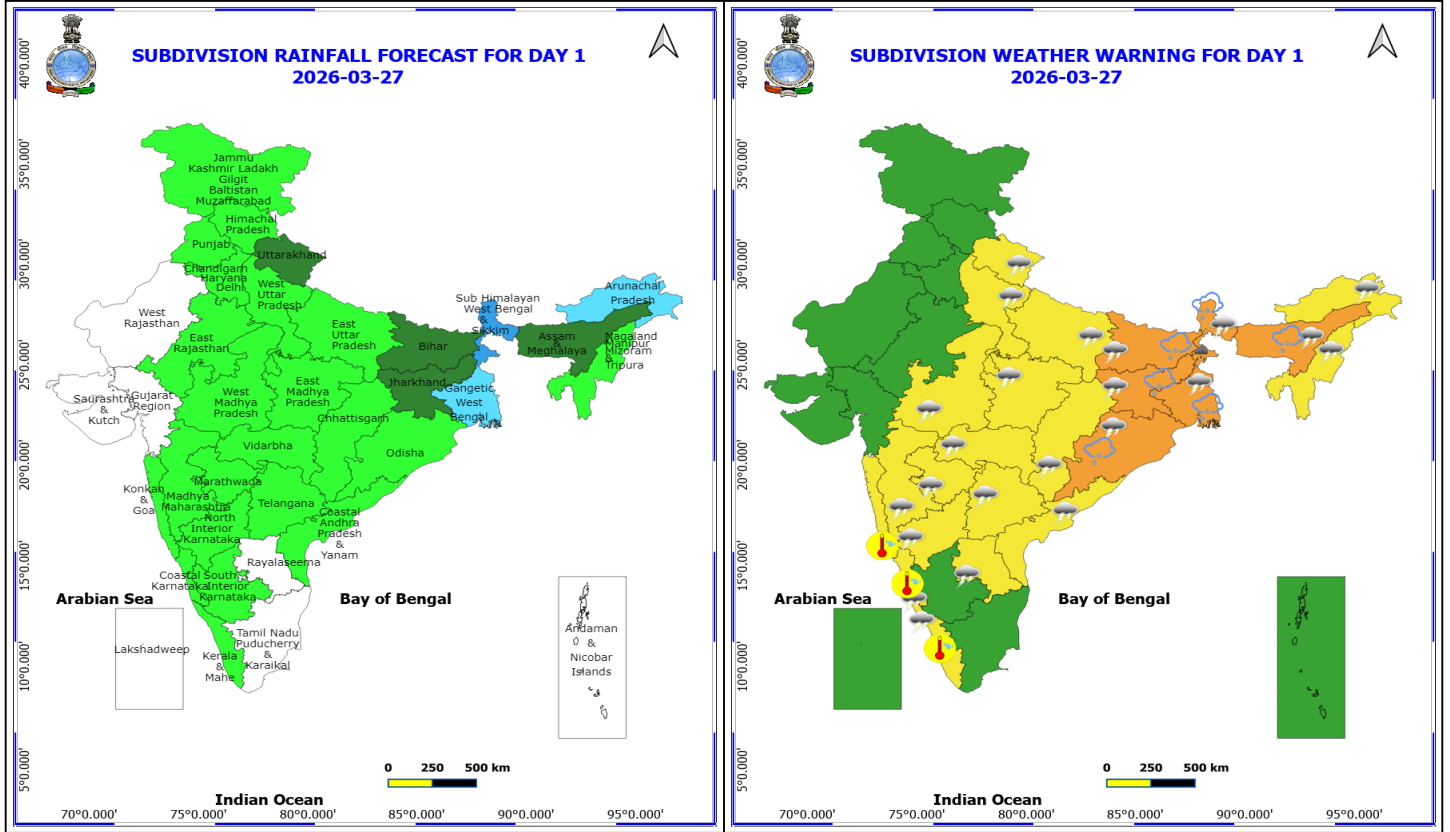 SUBDIVISION RAINFALL FORECAST FOR DAY 1
2026-03-27
40°0.000'
35°0.000'
30°0.000'
25°0.000'
20°0.000'
15°0.000'
10°0.000'
5°0.000'
Jammu
Kashmir Ladakh
Gilgit
Baltistan
Muzaffarabad
Himachal
Pradesh
Punjab
Uttarakhand
Chandigarh
Haryana
Delhi
West
Uttar
Pradesh
West
Rajasthan
East
Rajasthan
East
Uttar
Pradesh
Bihar
Sub Himalayan
West Bengal
&
Sikkim
Arunachal
Pradesh
Assam
&
Meghalaya
Nagaland
Manipur
Mizoram
&
Tripura
Jharkhand
Gangetic
West
Bengal
Saurashtra
&
Kutch
Gujarat
Region
West
Madhya
Pradesh
East
Madhya
Pradesh
Chhattisgarh
Vidarbha
Odisha
Konkan
&
Goa
Marathwada
Madhya
Maharashtra
Telangana
North
Interior
Karnataka
Coastal
Andhra
Pradesh
&
Yanam
Rayalaseema
Coastal
Karnataka
South
Interior
Karnataka
Arabian Sea
Bay of Bengal
Lakshadweep
Kerala
&
Mahe
Tamil Nadu
Puducherry
&
Karaikal
Andaman
&
Nicobar
Islands
0 250 500 km
Indian Ocean
70°0.000' 75°0.000' 80°0.000' 85°0.000' 90°0.000' 95°0.000'
SUBDIVISION WEATHER WARNING FOR DAY 1
2026-03-27
40°0.000'
35°0.000'
30°0.000'
25°0.000'
20°0.000'
15°0.000'
10°0.000'
5°0.000'
Arabian Sea
Bay of Bengal
0 250 500 km
Indian Ocean
70°0.000' 75°0.000' 80°0.000' 85°0.000' 90°0.000' 95°0.000'